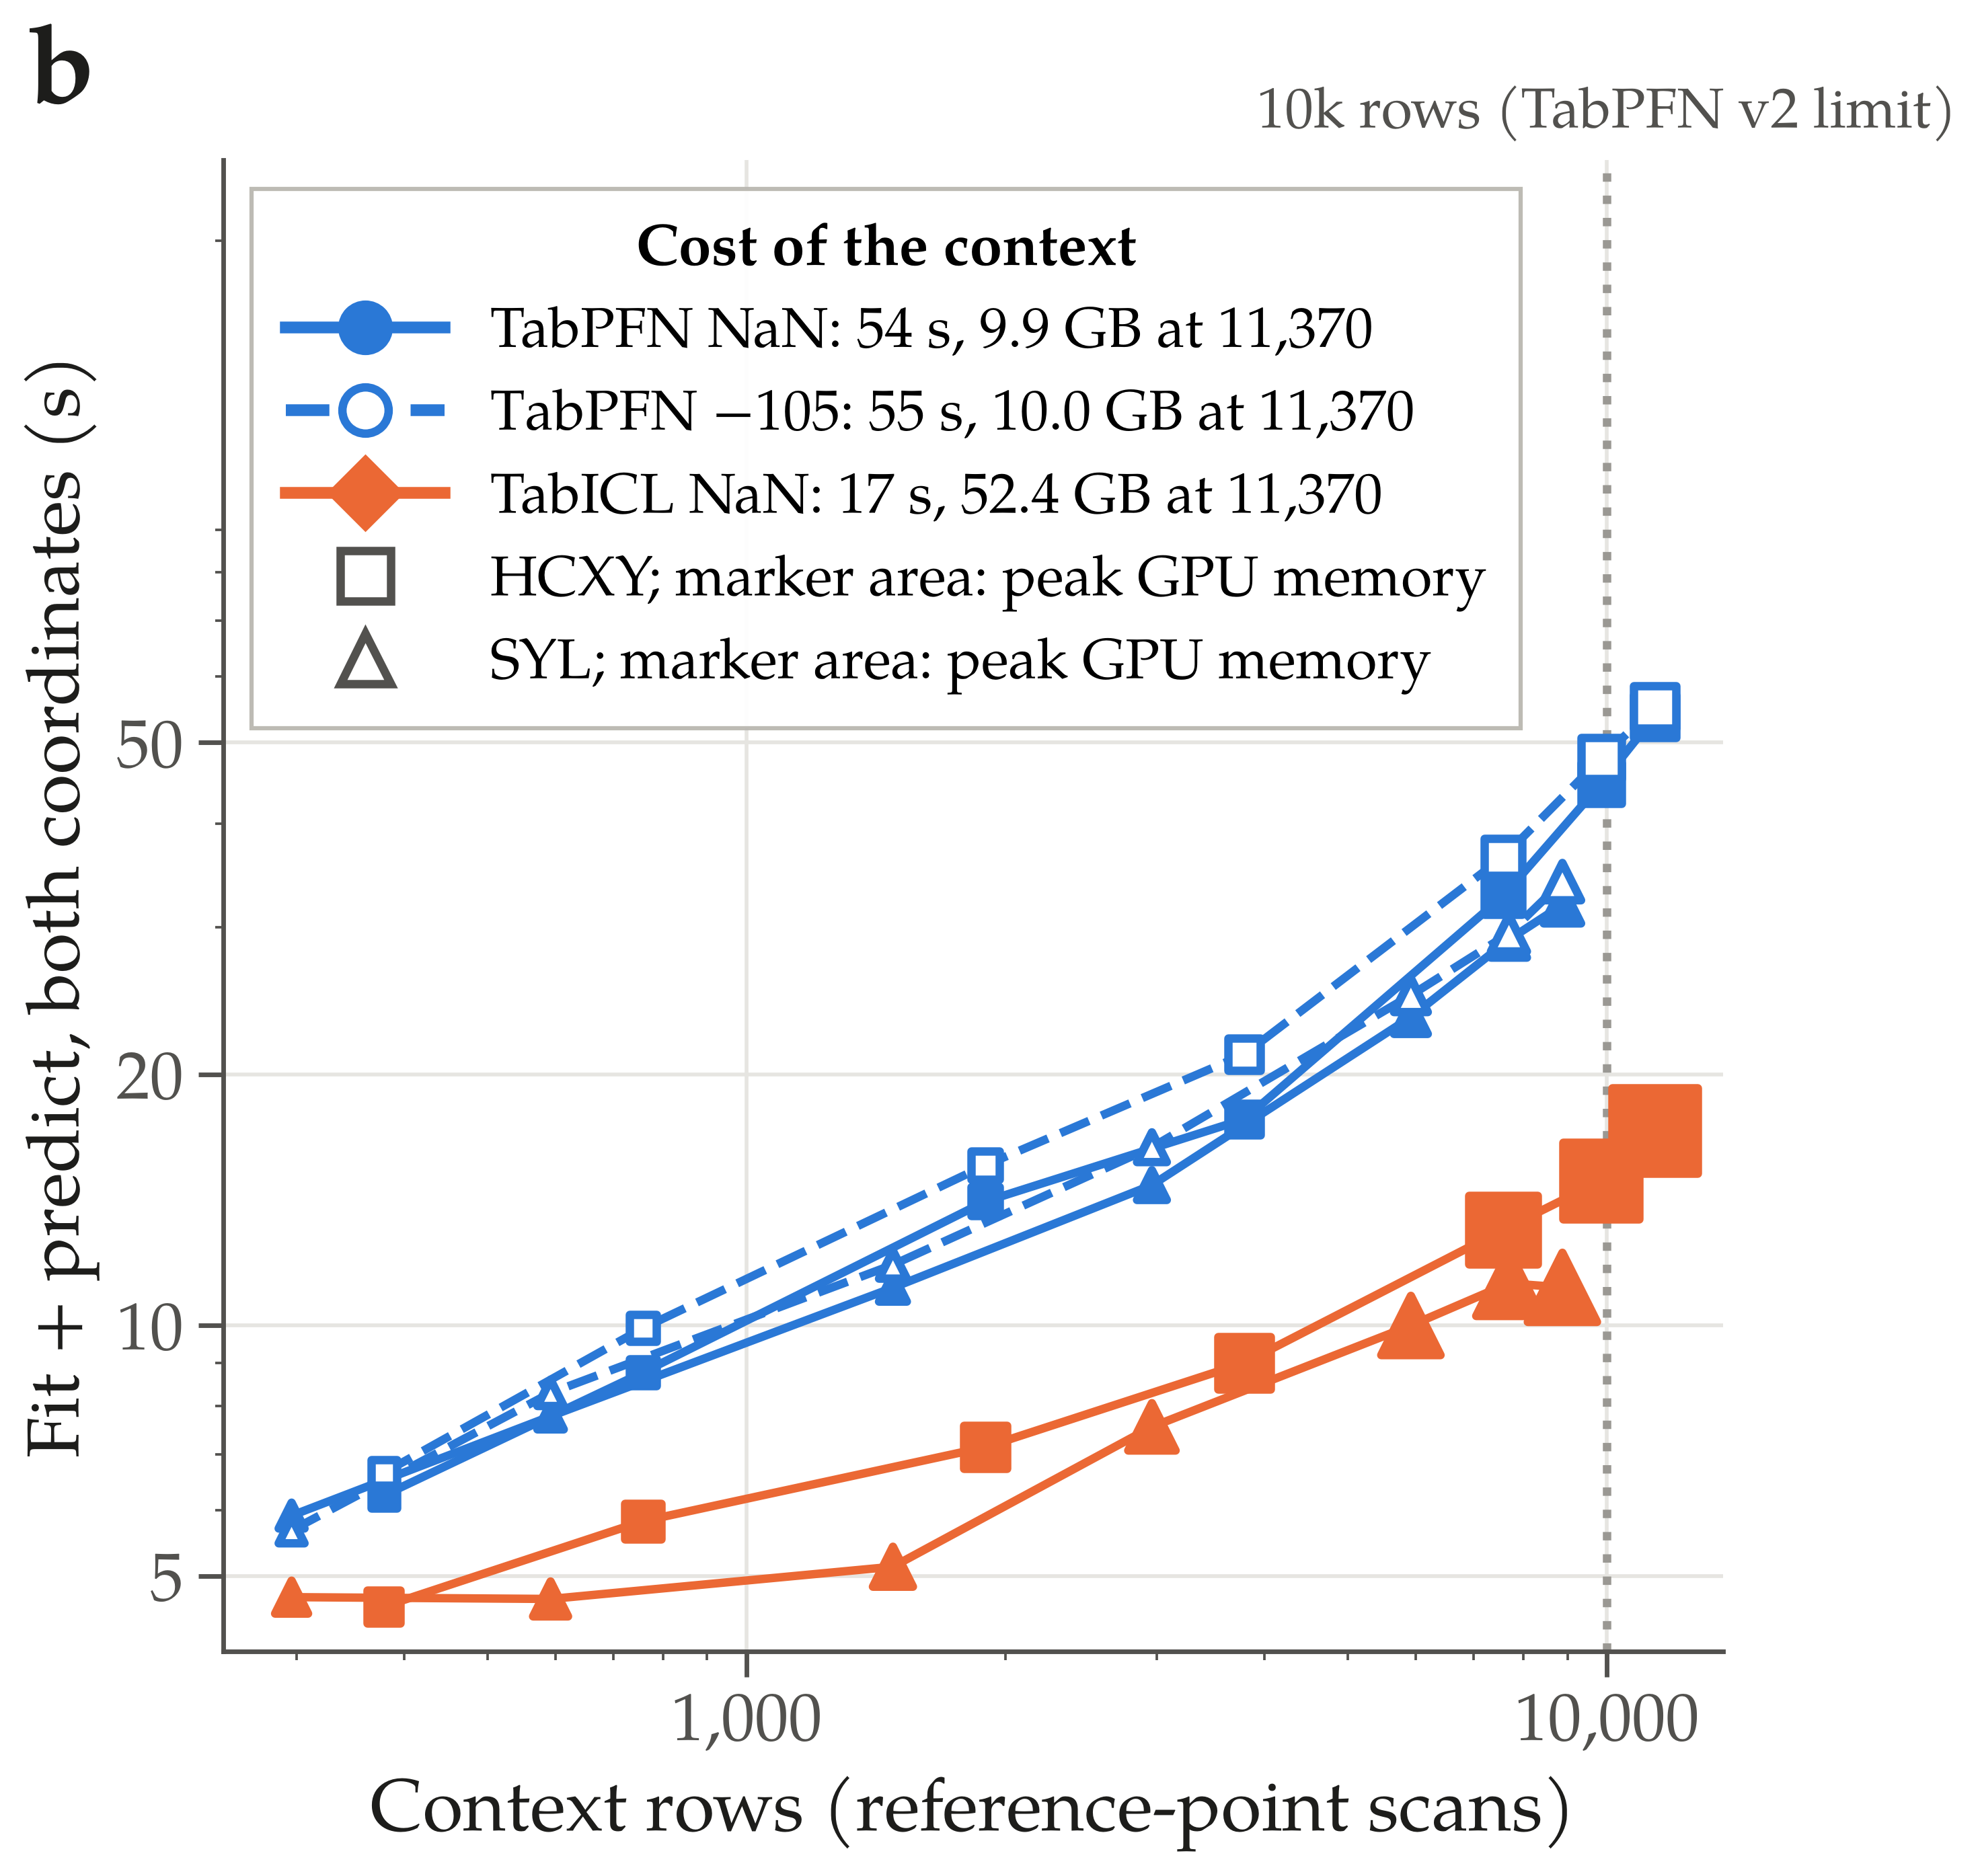 b
10k rows (TabPFN v2 limit)
Cost of the context
TabPFN NaN: 54 s, 9.9 GB at 11,370
TabPFN −105: 55 s, 10.0 GB at 11,370
TabICL NaN: 17 s, 52.4 GB at 11,370
HCXY; marker area: peak GPU memory
SYL; marker area: peak GPU memory
Fit + predict, both coordinates (s)
50
20
10
5
1,000
10,000
Context rows (reference-point scans)